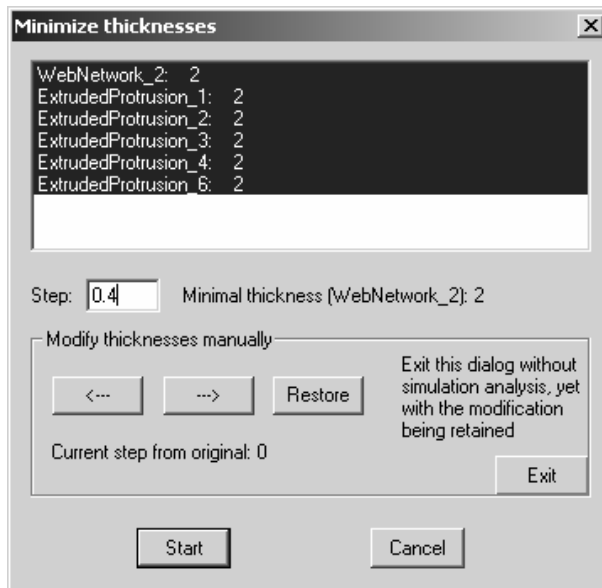 Minimize thicknesses
WebNetwork_2: 2
ExtrudedProtrusion_1: 2
ExtrudedProtrusion_2: 2
ExtrudedProtrusion_3: 2
ExtrudedProtrusion_4: 2
ExtrudedProtrusion_6: 2
Step: 0.4 Minimal thickness (WebNetwork_2): 2
Modify thicknesses manually
<--- ---> Restore
Exit this dialog without
simulation analysis, yet
with the modification
being retained
Current step from original: 0
Exit
Start Cancel